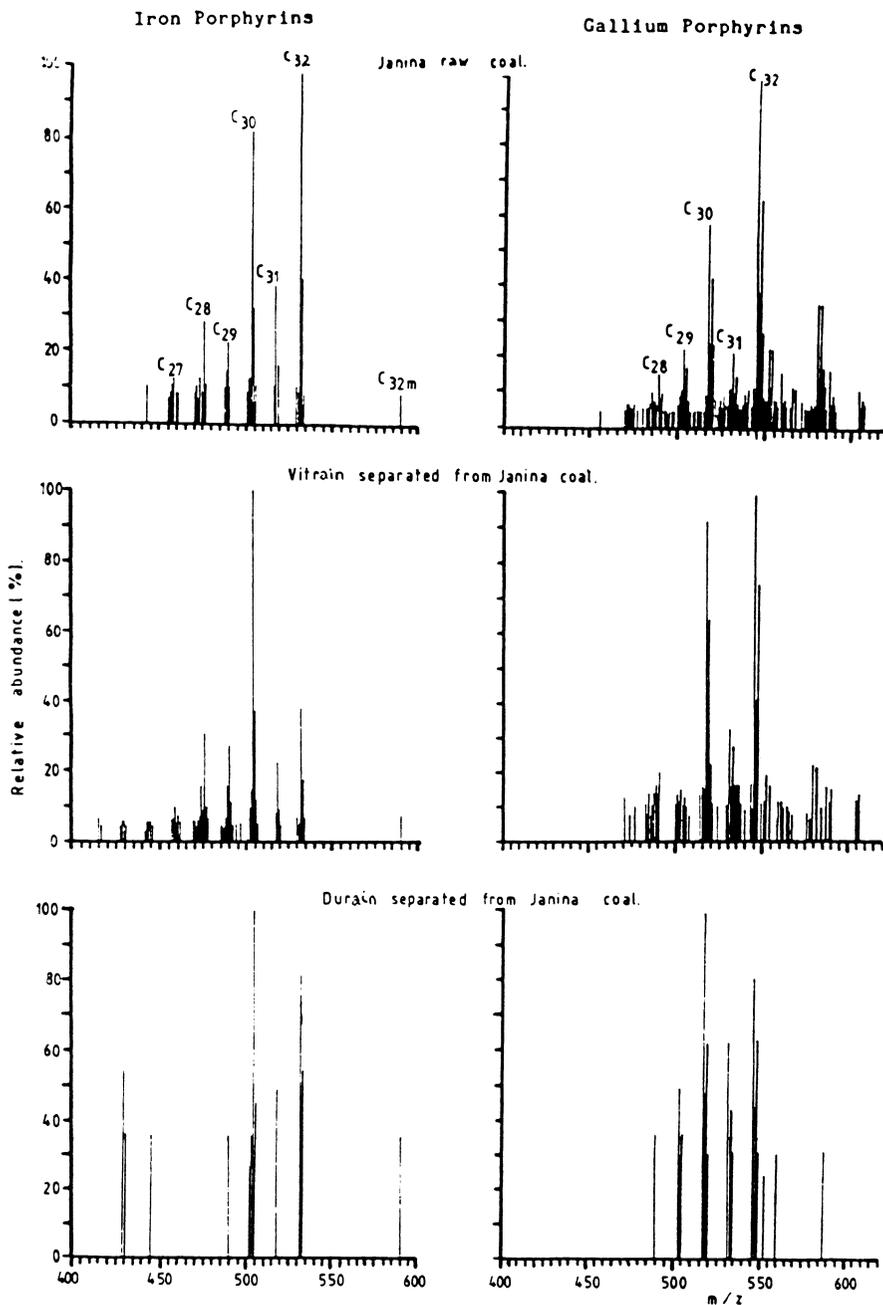 Iron Porphyrins
Gallium Porphyrins
Janina raw coal.
C32
C30
C31
C28
C29
C27
C32m
80
60
40
20
0
C32
C30
C29
C31
C28
Vitrain separated from Janina coal.
100
80
60
40
20
0
450
500
550
600
Relative abundance (%).
Durain separated from Janina coal.
100
80
60
40
20
0
400
450
500
550
600
400
500
550
600
m/z